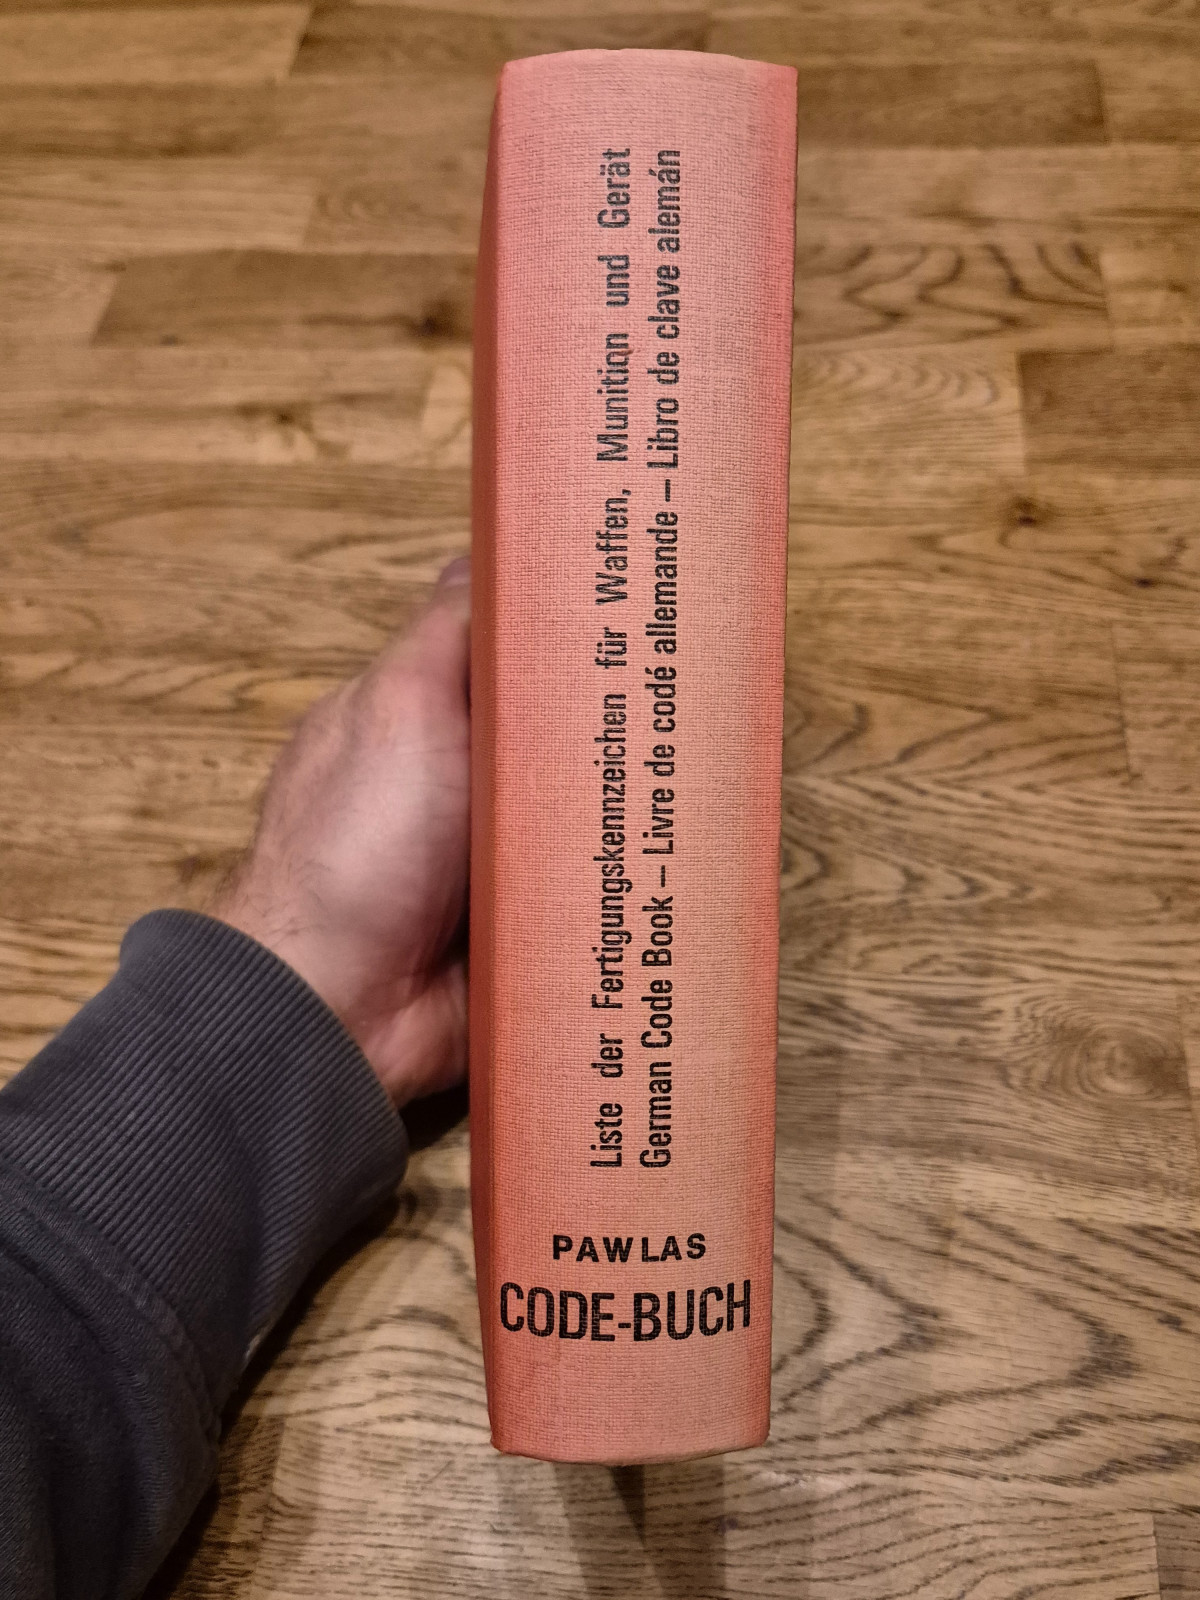 Liste der Fertigungskennzeichen für Waffen, Munition und Gerät
German Code Book — Livre de codé allemande — Libro de clave alemán
PAWLAS
CODE-BUCH